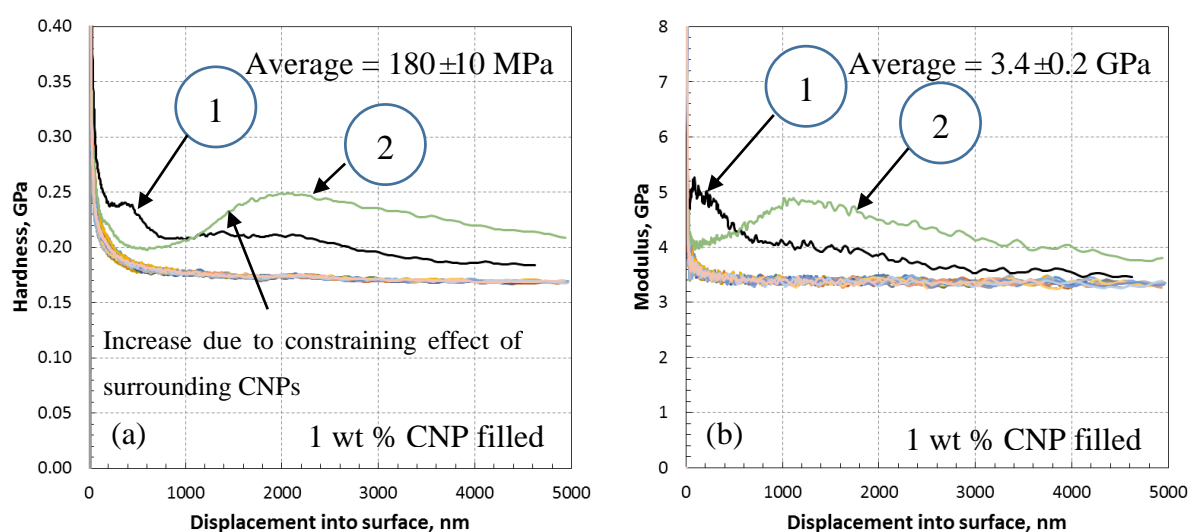 Average = 180±10 MPa
1
2
Increase due to constraining effect of
surrounding CNPs
(a)
1 wt % CNP filled
Hardness, GPa
0.40
0.35
0.30
0.25
0.20
0.15
0.10
0.05
0.00
0 1000 2000 3000 4000 5000
Displacement into surface, nm
Average = 3.4±0.2 GPa
1
2
(b)
1 wt % CNP filled
Modulus, GPa
8
7
6
5
4
3
2
1
0
0 1000 2000 3000 4000 5000
Displacement into surface, nm